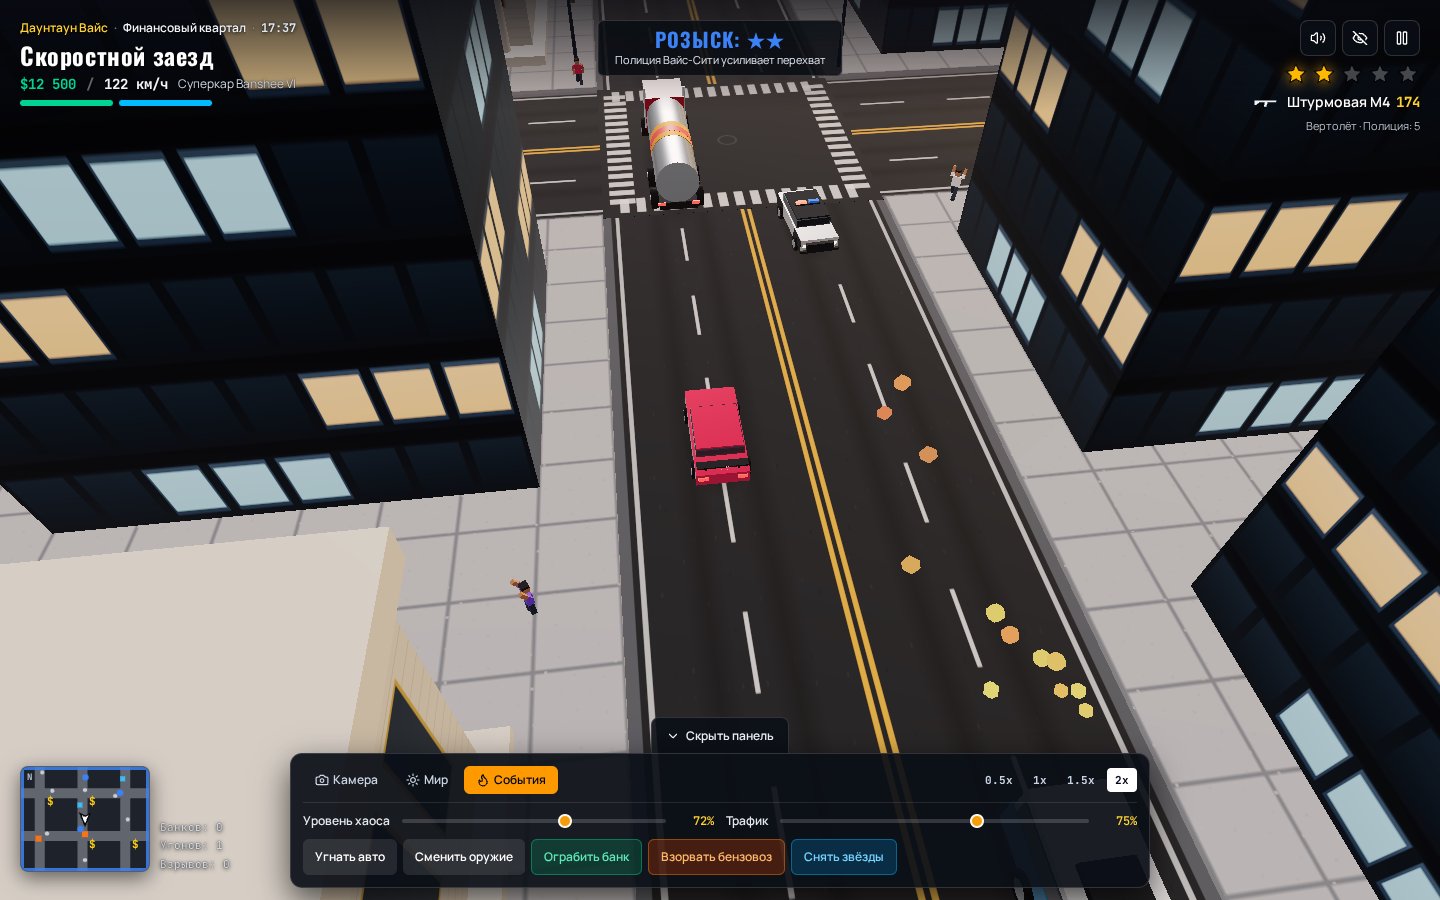 Даунтаун Вайс · Финансовый квартал · 17:37
Скоростной заезд
$12 500 / 122 км/ч Суперкар Banshee VI
РОЗЫСК: ★★
Полиция Вайс-Сити усиливает перехват
Штурмовая M4 174
Вертолёт · Полиция: 5
Скрыть панель
Камера Мир События 0.5x 1x 1.5x 2x
Уровень хаоса 72% Трафик 75%
Угнать авто Сменить оружие Ограбить банк Взорвать бензовоз Снять звёзды
N
$ $
$ $
Банков: 0
Угонов: 1
Взрывов: 0